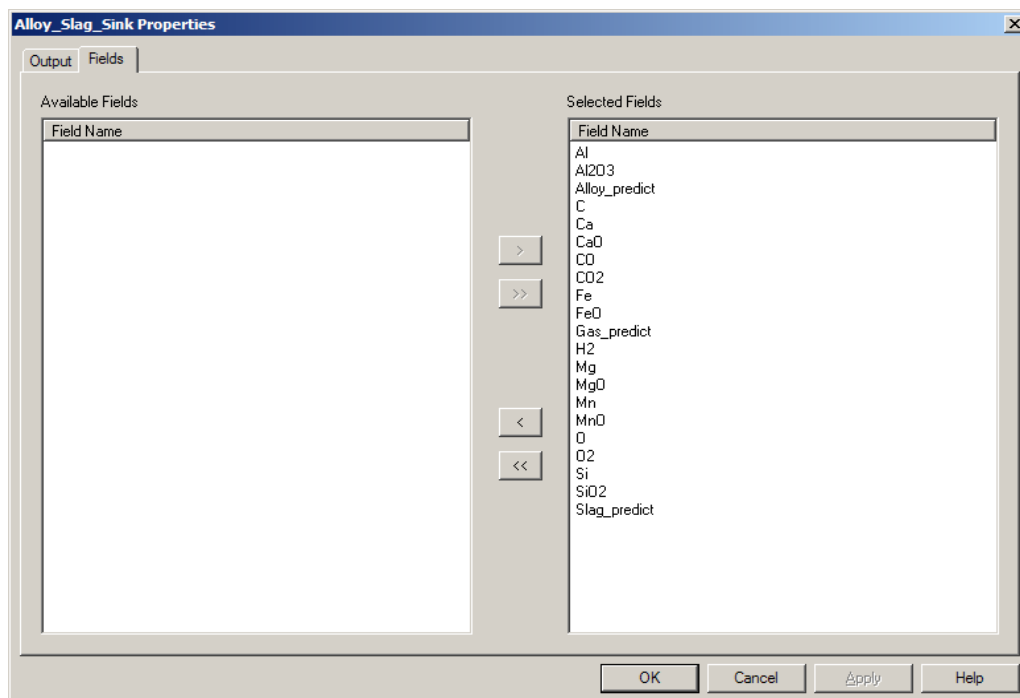 Alloy_Slag_Sink Properties
Output Fields
Available Fields
Field Name
>
>>
<
<<
Selected Fields
Field Name
Al
Al2O3
Alloy_predict
C
Ca
CaO
CO
CO2
Fe
FeO
Gas_predict
H2
Mg
MgO
Mn
MnO
O
O2
Si
SiO2
Slag_predict
OK Cancel Apply Help